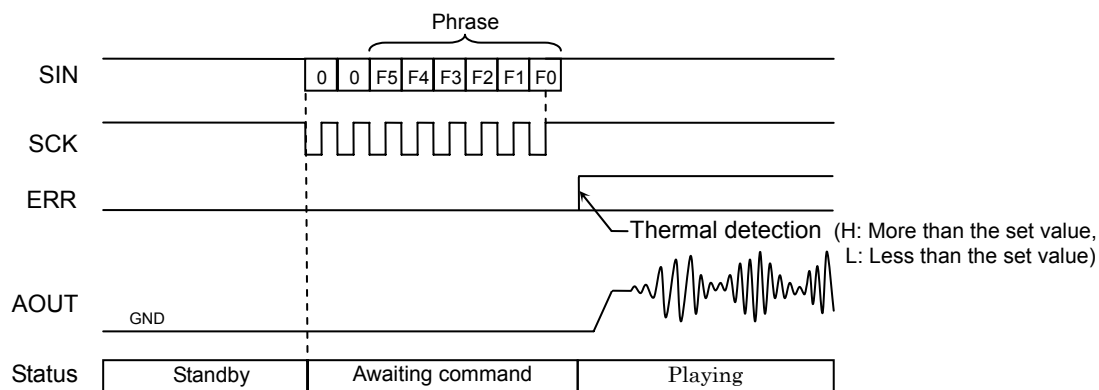 Phrase
SIN
0 0 F5 F4 F3 F2 F1 F0
SCK
ERR
Thermal detection (H: More than the set value,
L: Less than the set value)
AOUT
GND
Status Standby Awaiting command Playing